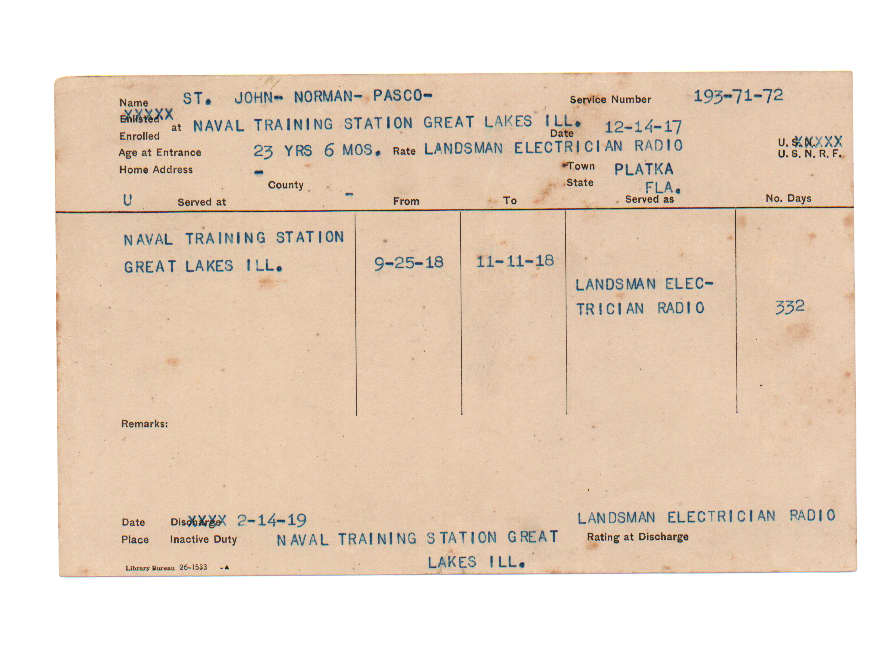 Name ST. JOHN- NORMAN- PASCO- Service Number 193-71-72
XXXXX
Enlisted
Enrolled at NAVAL TRAINING STATION GREAT LAKES ILL. Date 12-14-17
Age at Entrance 23 YRS 6 MOS. Rate LANDSMAN ELECTRICIAN RADIO U. S. N. XXXXX
U. S. N. R. F.
Home Address - Town PLATKA
County - State FLA.
U Served at From To Served as No. Days
NAVAL TRAINING STATION
GREAT LAKES ILL. 9-25-18 11-11-18
LANDSMAN ELEC-
TRICIAN RADIO 332
Remarks:
Date Discharge XXXX 2-14-19 LANDSMAN ELECTRICIAN RADIO
Place Inactive Duty NAVAL TRAINING STATION GREAT Rating at Discharge
LAKES ILL.
Library Bureau 26-1533 -A